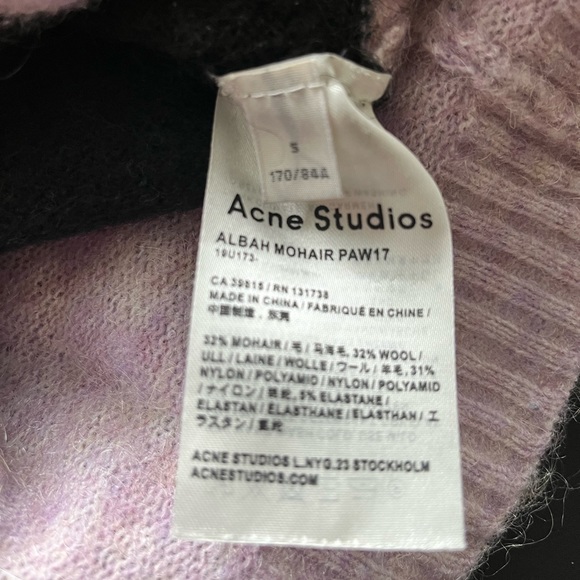 S
170/84A
Acne Studios
ALBAH MOHAIR PAW17
19U173-
CA 39815 / RN 131738
MADE IN CHINA / FABRIQUÉ EN CHINE /
中国制造，东莞
32% MOHAIR / 毛 / 马海毛, 32% WOOL /
ULL / LAINE / WOLLE / ウール / 羊毛, 31%
NYLON / POLYAMID / NYLON / POLYAMID
/ ナイロン / 锦纶, 5% ELASTANE /
ELASTAN / ELASTHANE / ELASTHAN / エ
ラスタン / 氨纶
ACNE STUDIOS L.NYG.23 STOCKHOLM
ACNESTUDIOS.COM